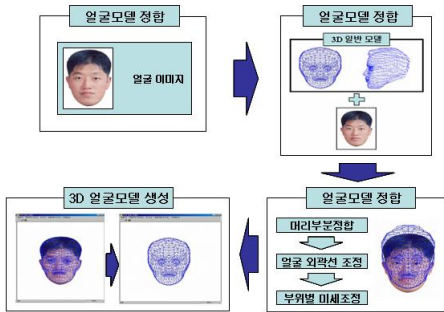 얼굴모델 정합
얼굴 이미지
얼굴모델 정합
3D 일반 모델
얼굴모델 정합
머리부분정합
얼굴 외곽선 조정
부위별 미세조정
3D 얼굴모델 생성